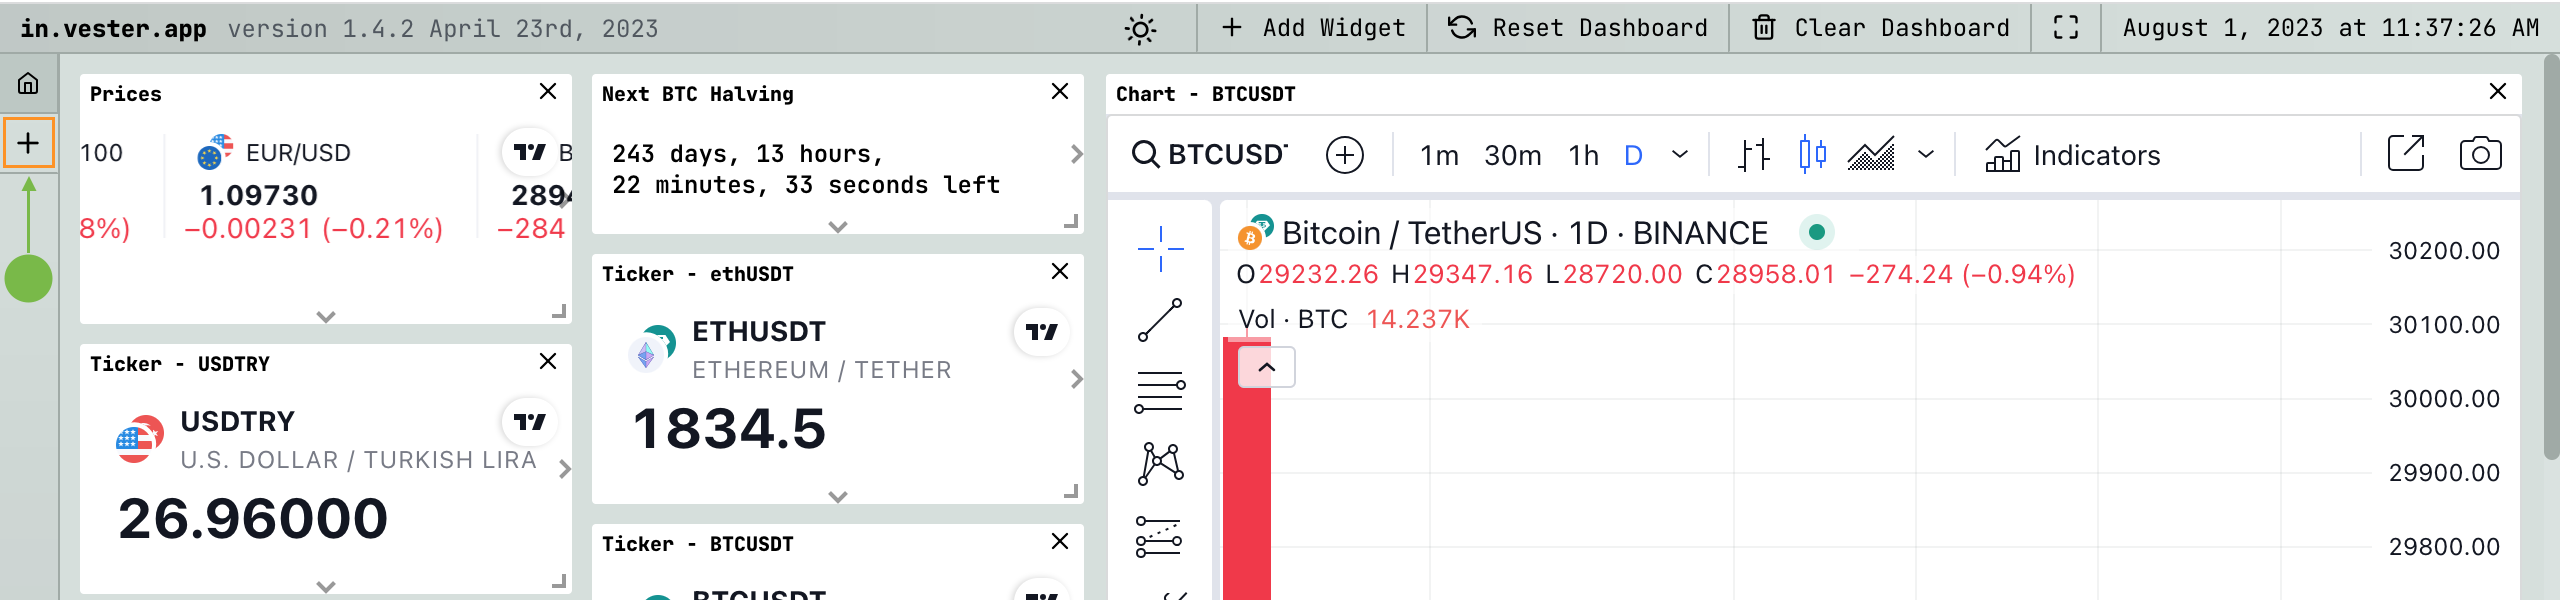 in.vester.app version 1.4.2 April 23rd, 2023
Add Widget
Reset Dashboard
Clear Dashboard
August 1, 2023 at 11:37:26 AM
Prices
100
8%)
EUR/USD
1.09730
−0.00231 (−0.21%)
B
2894
−284
Ticker - USDTRY
USDTRY
U.S. DOLLAR / TURKISH LIRA
26.96000
Next BTC Halving
243 days, 13 hours,
22 minutes, 33 seconds left
Ticker - ethUSDT
ETHUSDT
ETHEREUM / TETHER
1834.5
Ticker - BTCUSDT
BTCUSDT
Chart - BTCUSDT
BTCUSDT
1m 30m 1h D
Indicators
Bitcoin / TetherUS · 1D · BINANCE
O29232.26 H29347.16 L28720.00 C28958.01 −274.24 (−0.94%)
Vol · BTC 14.237K
30200.00
30100.00
30000.00
29900.00
29800.00